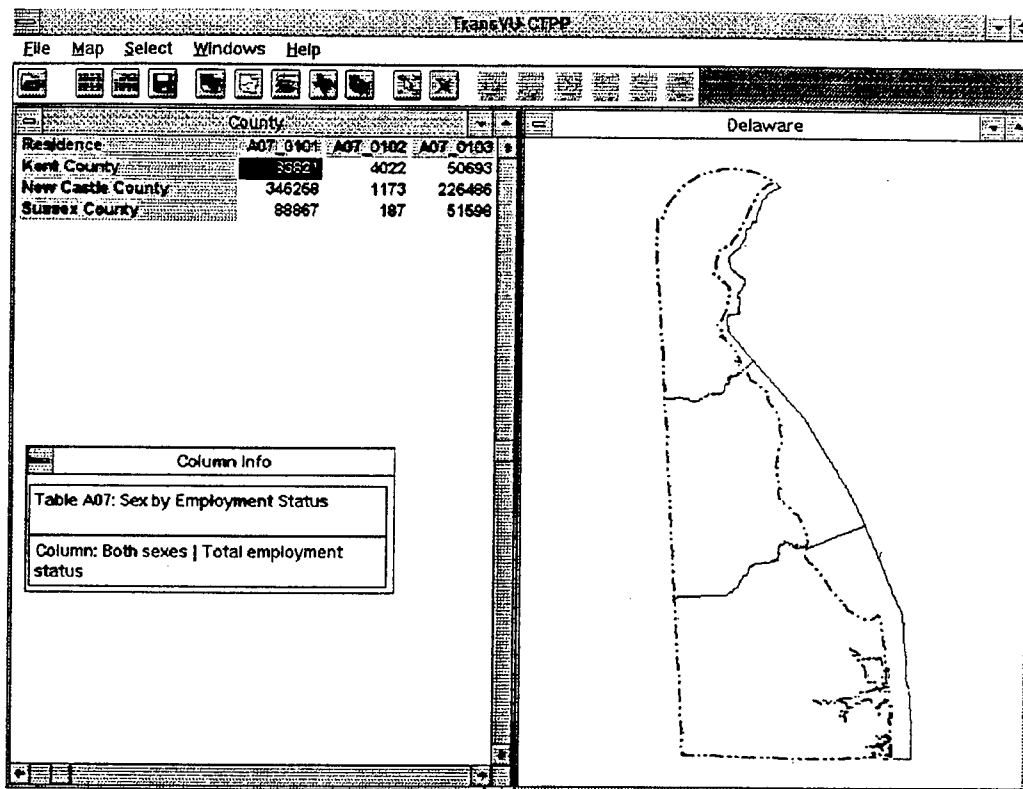 TransVU-CTPP
File Map Select Windows Help
County
Residence A07_0101 A07_0102 A07_0103
Kent County 4022 50693
New Castle County 346258 1173 226486
Sussex County 88867 187 51598
Column Info
Table A07: Sex by Employment Status
Column: Both sexes | Total employment
status
Delaware